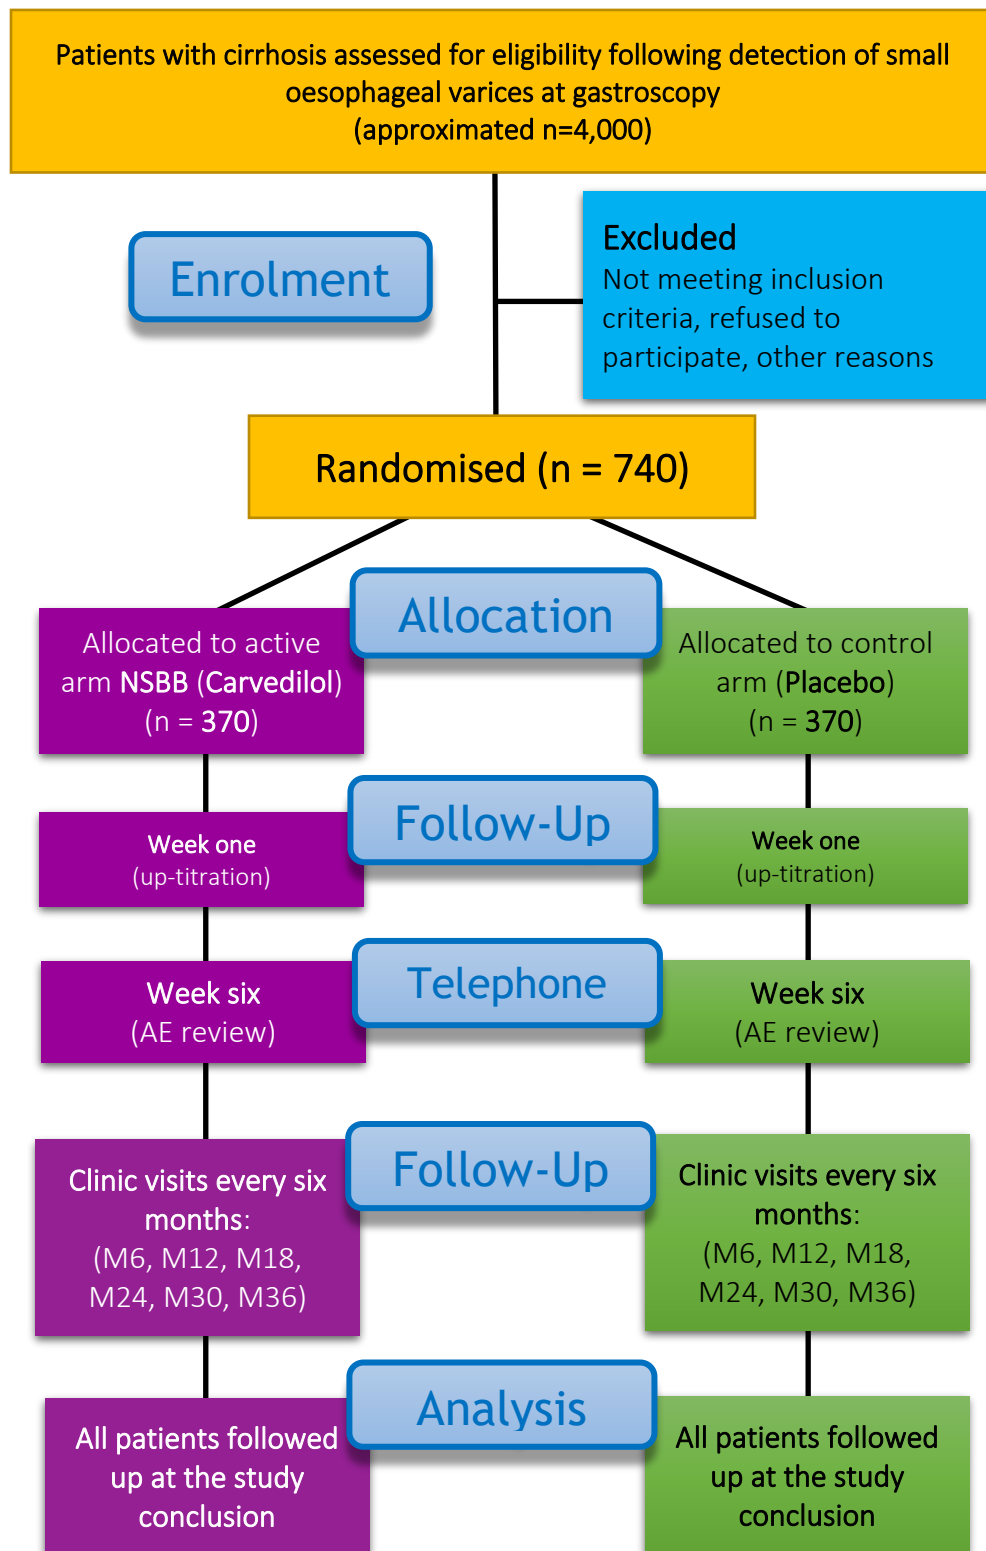 Patients with cirrhosis assessed for eligibility following detection of small
oesophageal varices at gastroscopy
(approximated n=4,000)
Enrolment
Excluded
Not meeting inclusion
criteria, refused to
participate, other reasons
Randomised (n = 740)
Allocation
Allocated to active
arm NSBB (Carvedilol)
(n = 370)
Allocated to control
arm (Placebo)
(n = 370)
Follow-Up
Week one
(up-titration)
Week one
(up-titration)
Telephone
Week six
(AE review)
Week six
(AE review)
Follow-Up
Clinic visits every six
months:
(M6, M12, M18,
M24, M30, M36)
Clinic visits every six
months:
(M6, M12, M18,
M24, M30, M36)
Analysis
All patients followed
up at the study
conclusion
All patients followed
up at the study
conclusion